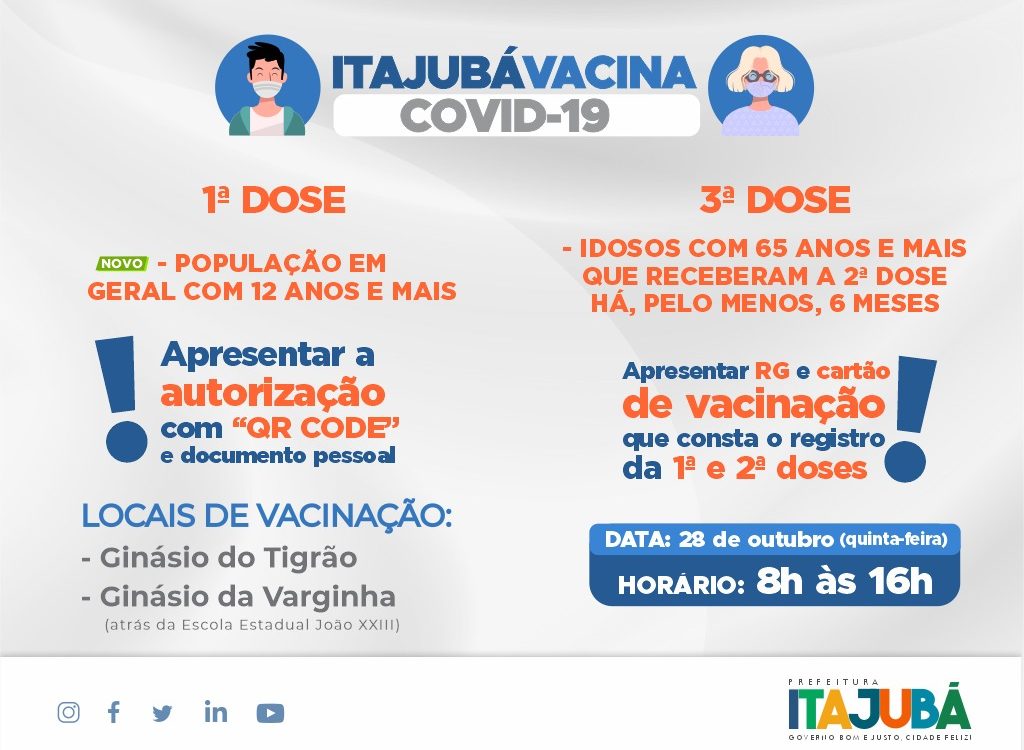 ITAJUBÁVACINA
COVID-19
1ª DOSE
NOVO - POPULAÇÃO EM
GERAL COM 12 ANOS E MAIS
Apresentar a
autorização
com “QR CODE”
e documento pessoal
LOCAIS DE VACINAÇÃO:
- Ginásio do Tigrão
- Ginásio da Varginha
(atrás da Escola Estadual João XXIII)
3ª DOSE
- IDOSOS COM 65 ANOS E MAIS
QUE RECEBERAM A 2ª DOSE
HÁ, PELO MENOS, 6 MESES
Apresentar RG e cartão
de vacinação
que consta o registro
da 1ª e 2ª doses
DATA: 28 de outubro (quinta-feira)
HORÁRIO: 8h às 16h
PREFEITURA
ITAJUBÁ
GOVERNO BOM E JUSTO, CIDADE FELIZ!